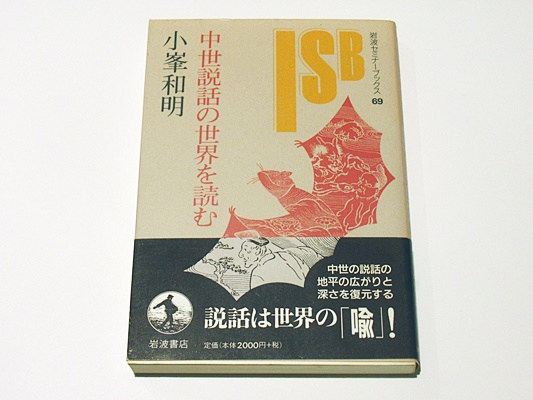 ISB
岩波セミナーブックス 69
中世説話の世界を読む
小峯和明
中世の説話の
地平の広がりと
深さを復元する
説話は世界の「喩」!
岩波書店
定価(本体2000円+税)